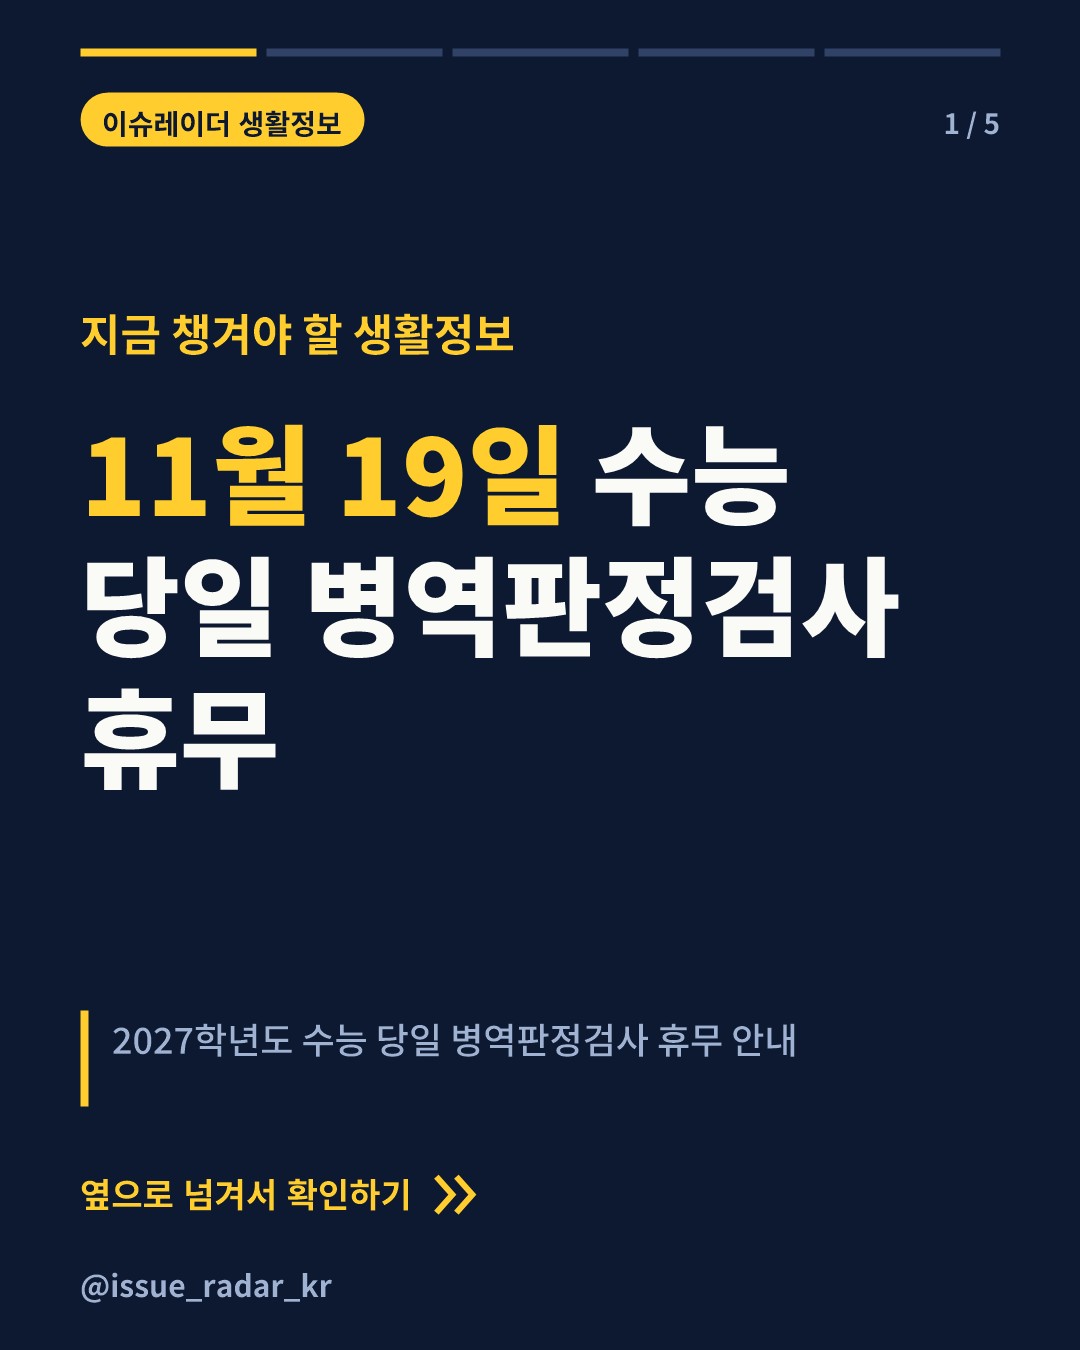 이슈레이더 생활정보
1 / 5
지금 챙겨야 할 생활정보
11월 19일 수능
당일 병역판정검사
휴무
2027학년도 수능 당일 병역판정검사 휴무 안내
옆으로 넘겨서 확인하기
@issue_radar_kr